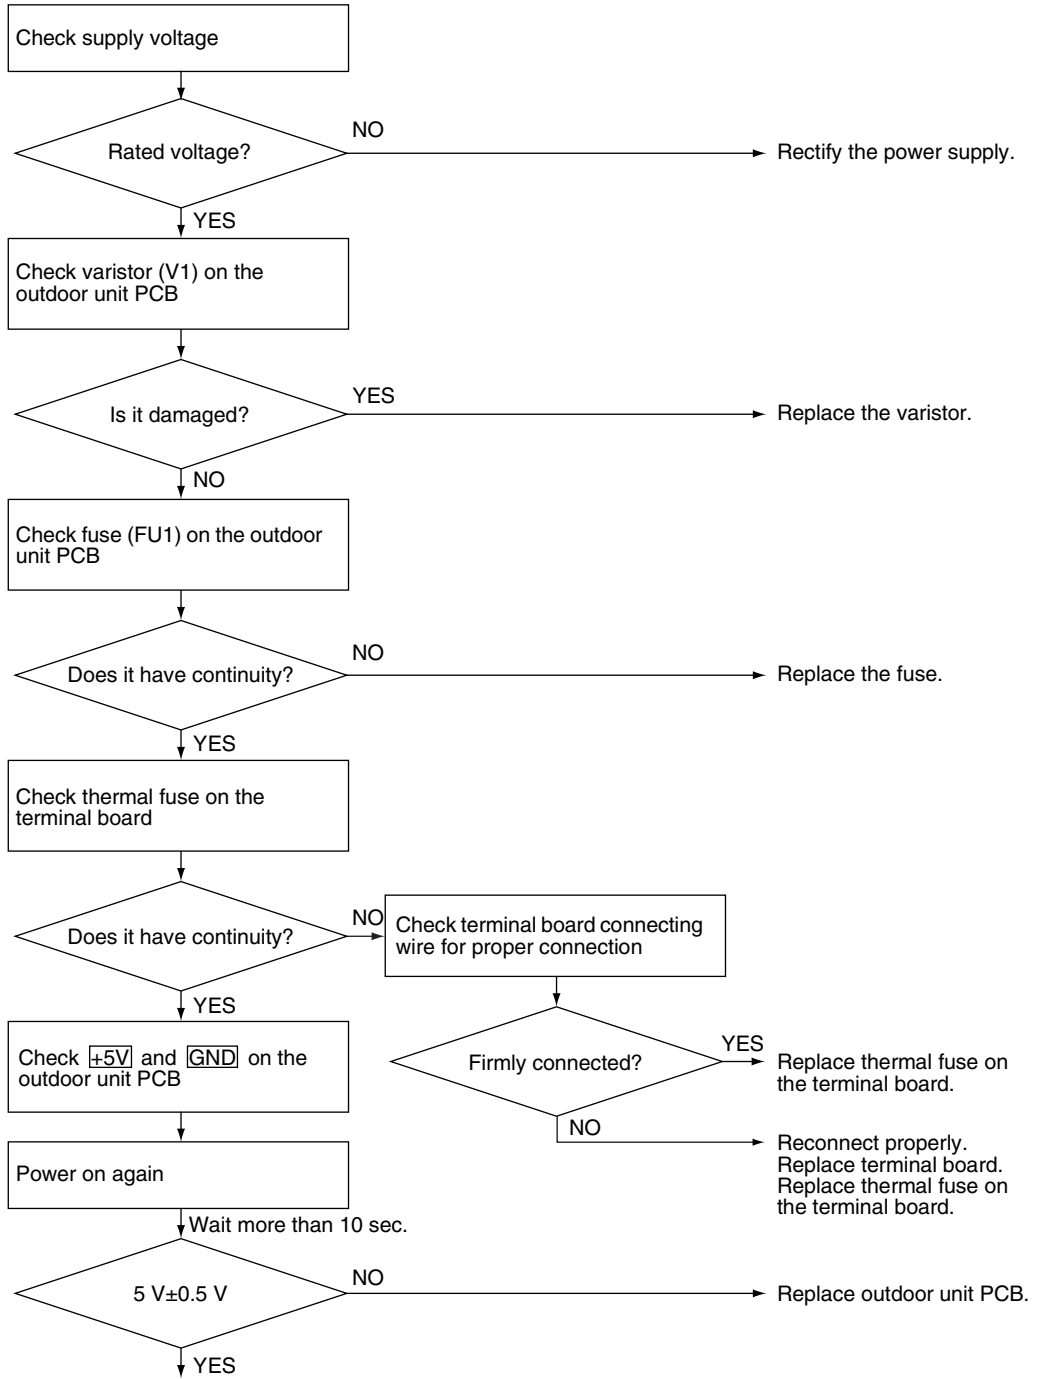 Check supply voltage
Rated voltage?
NO
Rectify the power supply.
YES
Check varistor (V1) on the
outdoor unit PCB
Is it damaged?
YES
Replace the varistor.
NO
Check fuse (FU1) on the outdoor
unit PCB
Does it have continuity?
NO
Replace the fuse.
YES
Check thermal fuse on the
terminal board
Does it have continuity?
NO
Check terminal board connecting
wire for proper connection
YES
Firmly connected?
YES
Replace thermal fuse on
the terminal board.
NO
Reconnect properly.
Replace terminal board.
Replace thermal fuse on
the terminal board.
Check +5V and GND on the
outdoor unit PCB
Power on again
Wait more than 10 sec.
5 V±0.5 V
NO
Replace outdoor unit PCB.
YES